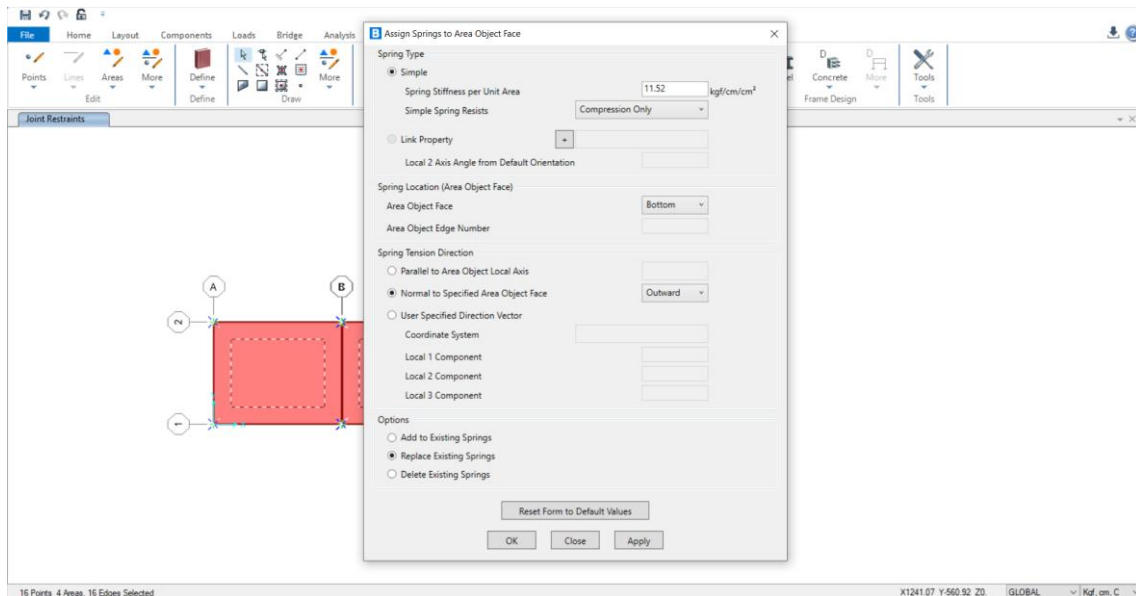 File Home Layout Components Loads Bridge Analysis
Points Lines Areas More Define More Concrete More Tools
Edit Define Draw Frame Design Tools
Joint Restraints
A B
2
1
B Assign Springs to Area Object Face
Spring Type
Simple
Spring Stiffness per Unit Area 11.52 kgf/cm/cm²
Simple Spring Resists Compression Only
Link Property +
Local 2 Axis Angle from Default Orientation
Spring Location (Area Object Face)
Area Object Face Bottom
Area Object Edge Number
Spring Tension Direction
Parallel to Area Object Local Axis
Normal to Specified Area Object Face Outward
User Specified Direction Vector
Coordinate System
Local 1 Component
Local 2 Component
Local 3 Component
Options
Add to Existing Springs
Replace Existing Springs
Delete Existing Springs
Reset Form to Default Values
OK Close Apply
16 Points, 4 Areas, 16 Edges Selected X1241.07 Y-560.92 Z0. GLOBAL Kgf, cm, C